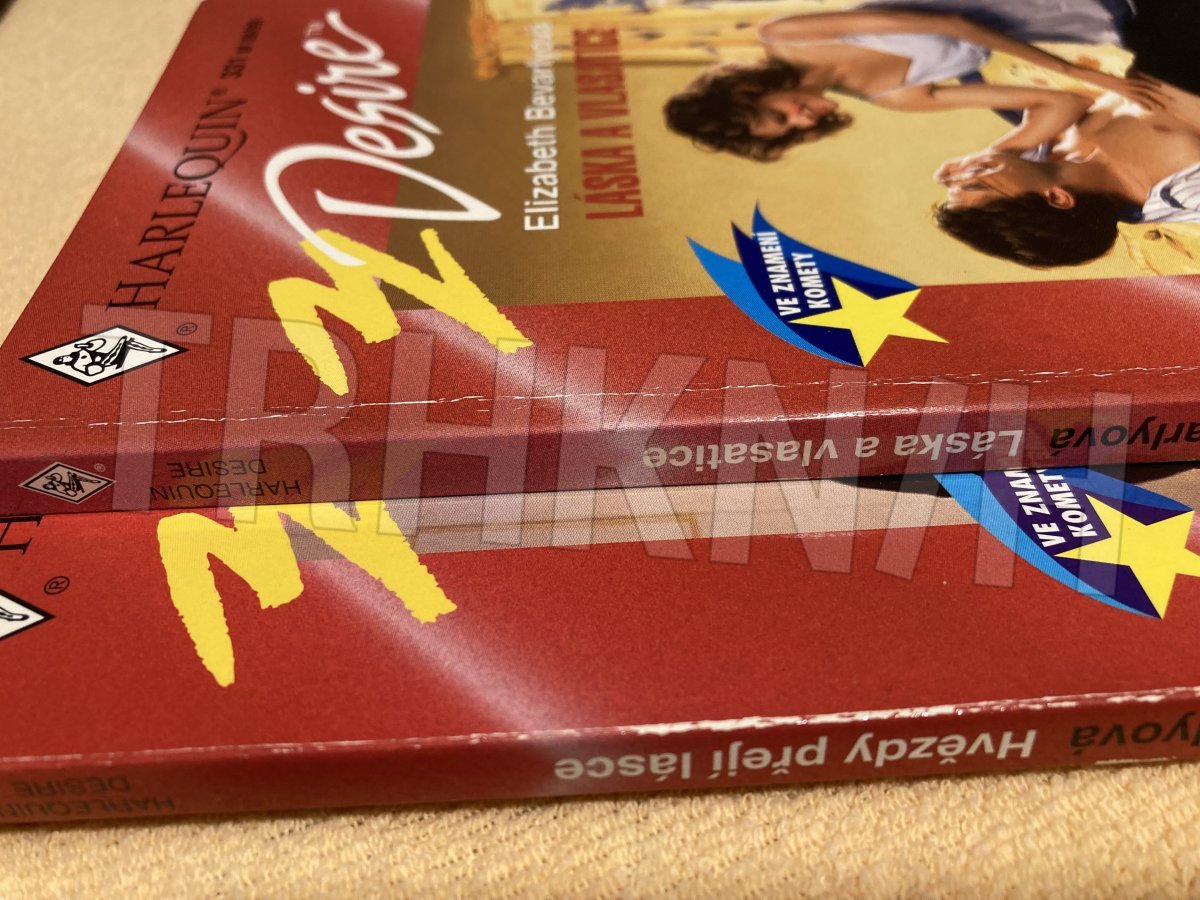 HARLEQUIN®
Desire™
Elizabeth Bevarlyová
LÁSKA A VLASATICE
VE ZNAMENÍ
KOMETY
®
TRHKNIH
arlyová
Láska a vlasatice
HARLEQUIN
DESIRE
®
VE ZNAM
KOMETY
H
®
lyová
Hvězdy přejí lásce
HARLEQUIN
DESIRE